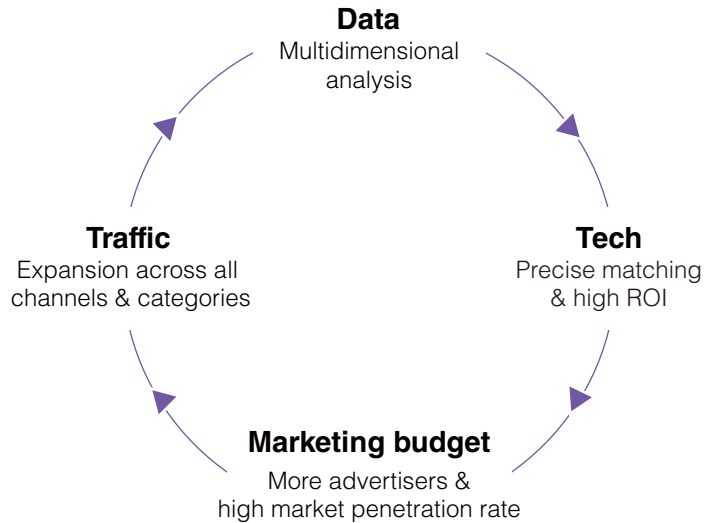 Data
Multidimensional
analysis
Traffic
Expansion across all
channels & categories
Tech
Precise matching
& high ROI
Marketing budget
More advertisers &
high market penetration rate